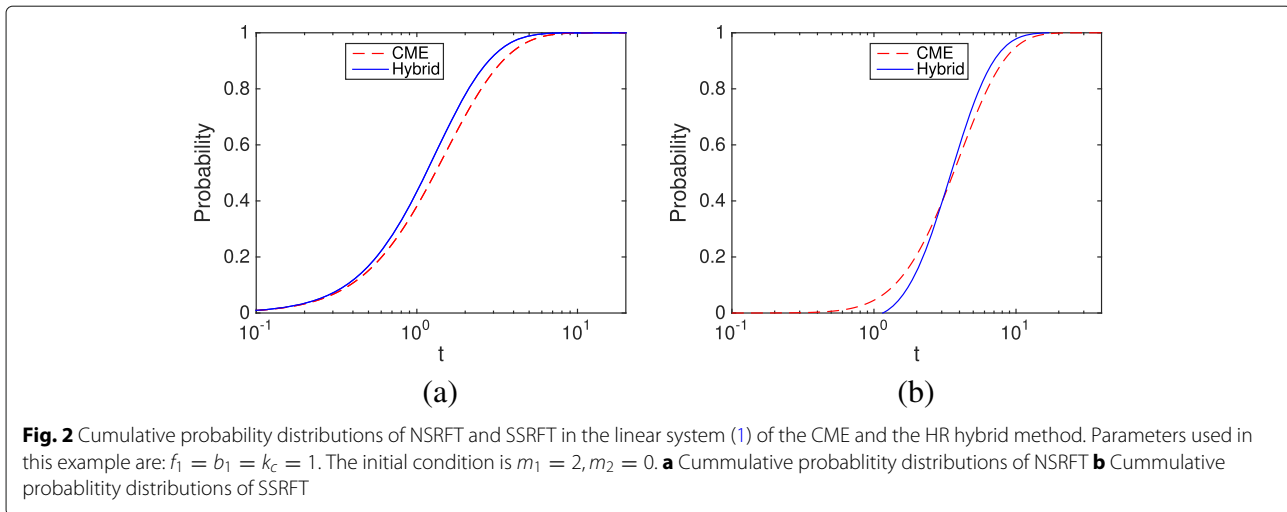 1
0.8
0.6
0.4
0.2
0
Probability
CME
Hybrid
10^-1
10^0
10^1
t
(a)
1
0.8
0.6
0.4
0.2
0
Probability
CME
Hybrid
10^-1
10^0
10^1
t
(b)
Fig. 2 Cumulative probability distributions of NSRFT and SSRFT in the linear system (1) of the CME and the HR hybrid method. Parameters used in
this example are: f₁ = b₁ = k_c = 1. The initial condition is m₁ = 2, m₂ = 0. a Cummulative probablitity distributions of NSRFT b Cummulative
probablitity distributions of SSRFT